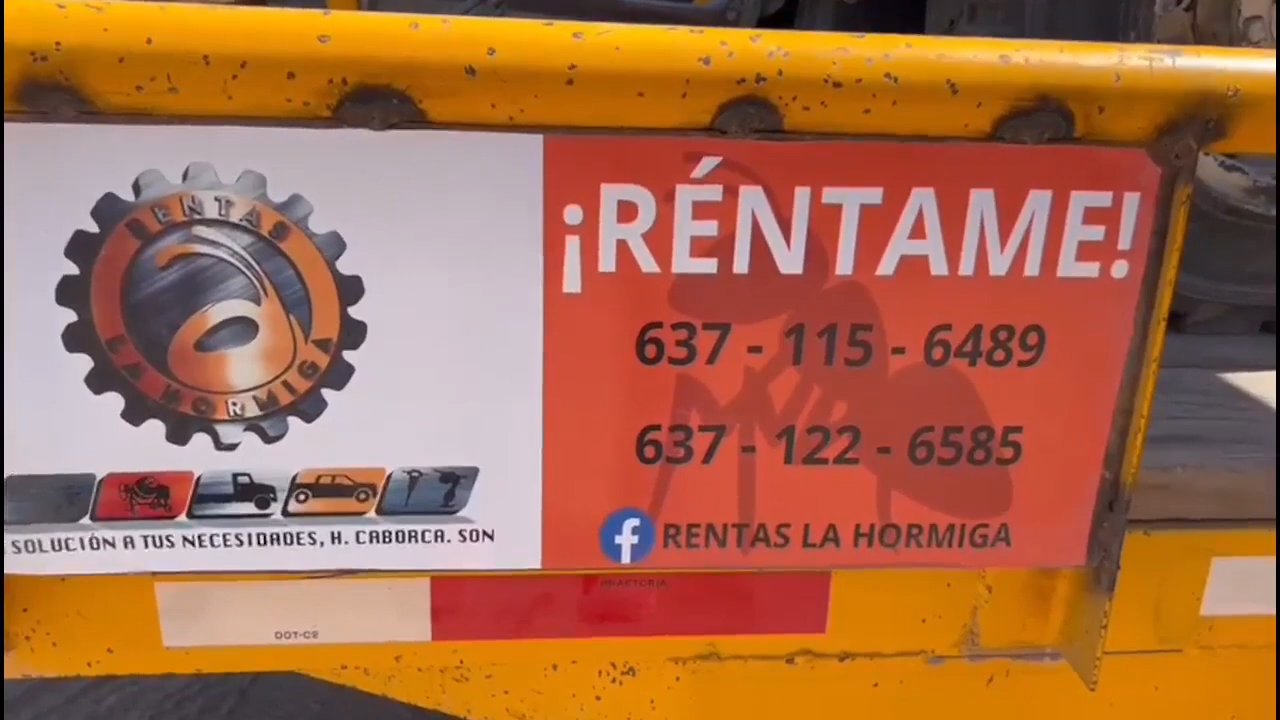 RENTAS
LA HORMIGA
SOLUCIÓN A TUS NECESIDADES, H. CABORCA. SON
¡RÉNTAME!
637 - 115 - 6489
637 - 122 - 6585
f RENTAS LA HORMIGA
DOT-C2